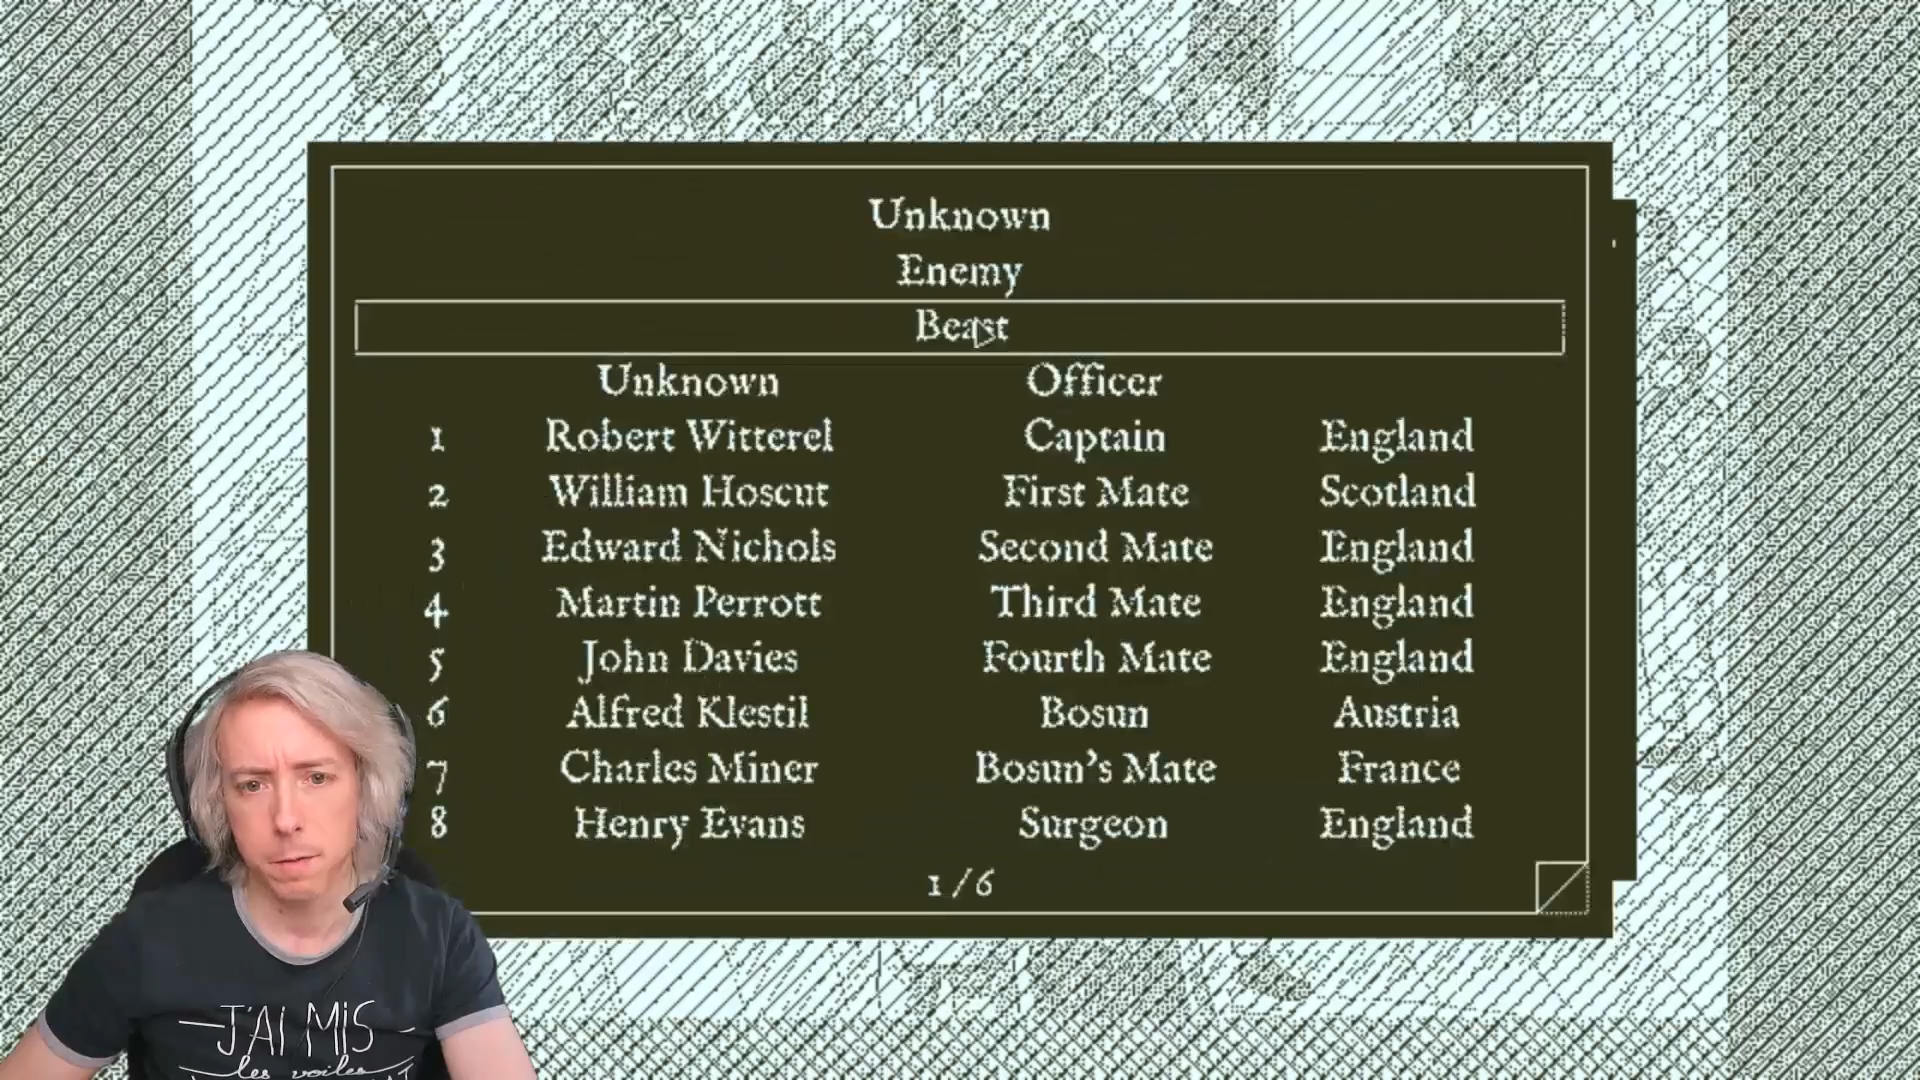 Unknown
Enemy
Beast
Unknown Officer
1 Robert Witterel Captain England
2 William Hoscut First Mate Scotland
3 Edward Nichols Second Mate England
4 Martin Perrott Third Mate England
5 John Davies Fourth Mate England
6 Alfred Klestil Bosun Austria
7 Charles Miner Bosun's Mate France
8 Henry Evans Surgeon England
1 / 6
J'AI MIS
les voiles